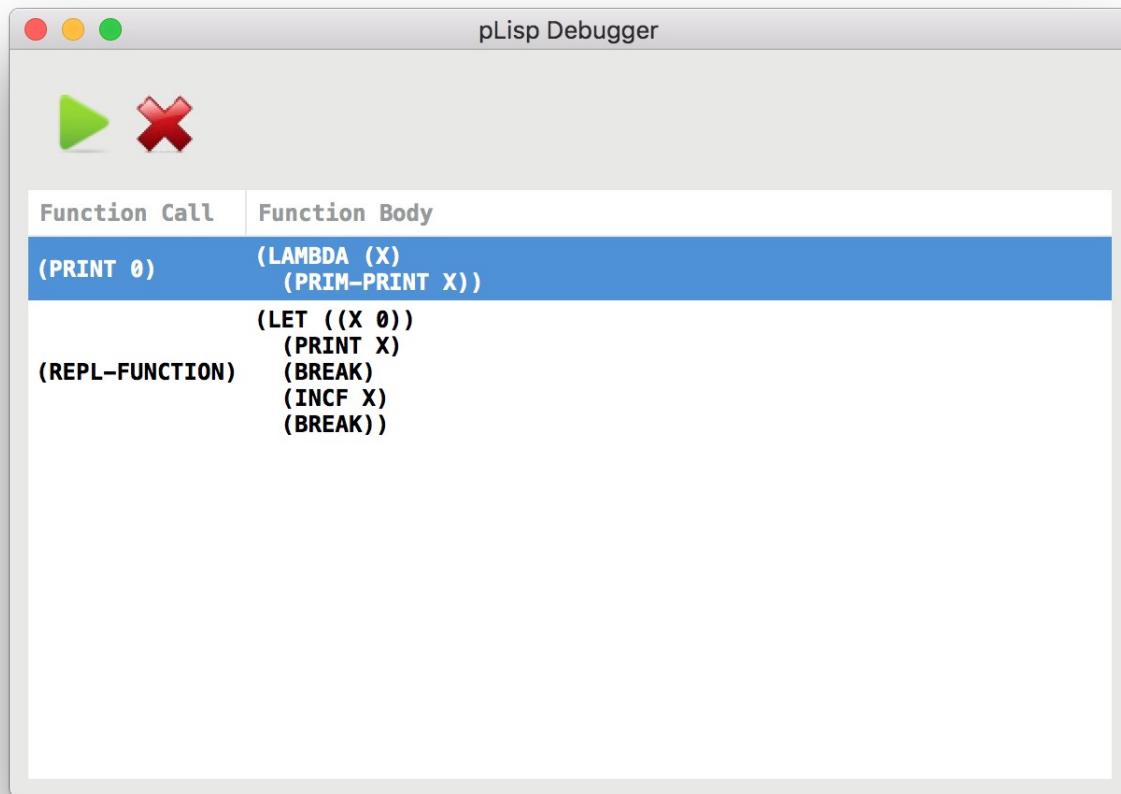 pLisp Debugger
Function Call Function Body
(PRINT 0)
(LAMBDA (X)
(PRIM-PRINT X))
(REPL-FUNCTION)
(LET ((X 0))
(PRINT X)
(BREAK)
(INCF X)
(BREAK))